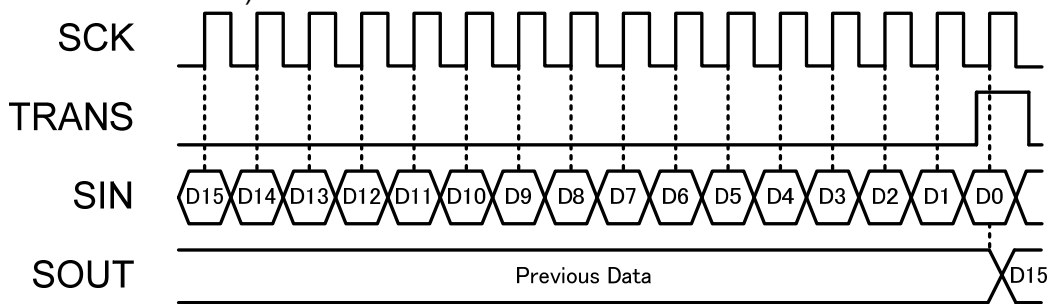 SCK
TRANS
SIN D15 D14 D13 D12 D11 D10 D9 D8 D7 D6 D5 D4 D3 D2 D1 D0
SOUT Previous Data D15